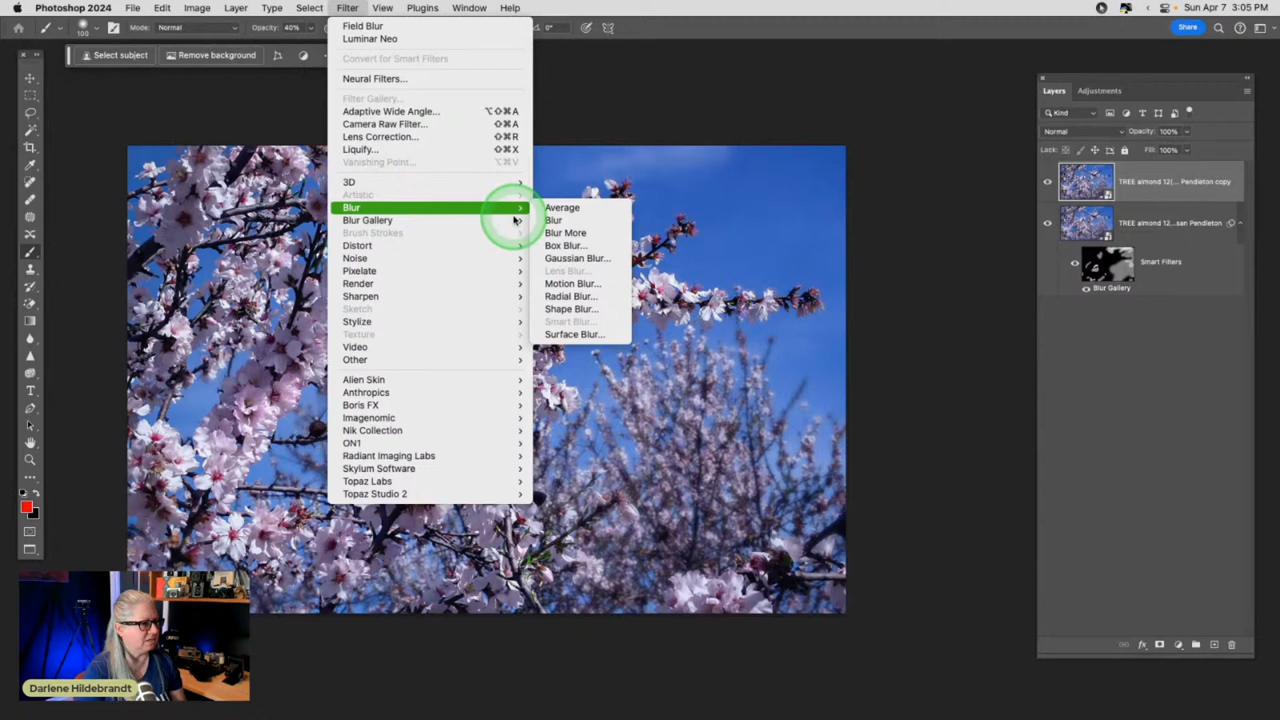 Photoshop 2024 File Edit Image Layer Type Select Filter View Plugins Window Help Sun Apr 7 3:05 PM
100 Mode: Normal Opacity: 40% 0° Share
Select subject Remove background
Field Blur
Luminar Neo
Convert for Smart Filters
Neural Filters...
Filter Gallery...
Adaptive Wide Angle... ⌥⇧⌘A
Camera Raw Filter... ⇧⌘A
Lens Correction... ⇧⌘R
Liquify... ⇧⌘X
Vanishing Point... ⌥⌘V
3D
Artistic
Blur
Blur Gallery
Brush Strokes
Distort
Noise
Pixelate
Render
Sharpen
Sketch
Stylize
Texture
Video
Other
Alien Skin
Anthropics
Boris FX
Imagenomic
Nik Collection
ON1
Radiant Imaging Labs
Skylum Software
Topaz Labs
Topaz Studio 2
Average
Blur
Blur More
Box Blur...
Gaussian Blur...
Lens Blur...
Motion Blur...
Radial Blur...
Shape Blur...
Smart Blur...
Surface Blur...
Layers Adjustments
Kind
Normal Opacity: 100%
Lock: Fill: 100%
TREE almond 12(... Pendleton copy
TREE almond 12...san Pendleton
Smart Filters
Blur Gallery
Darlene Hildebrandt